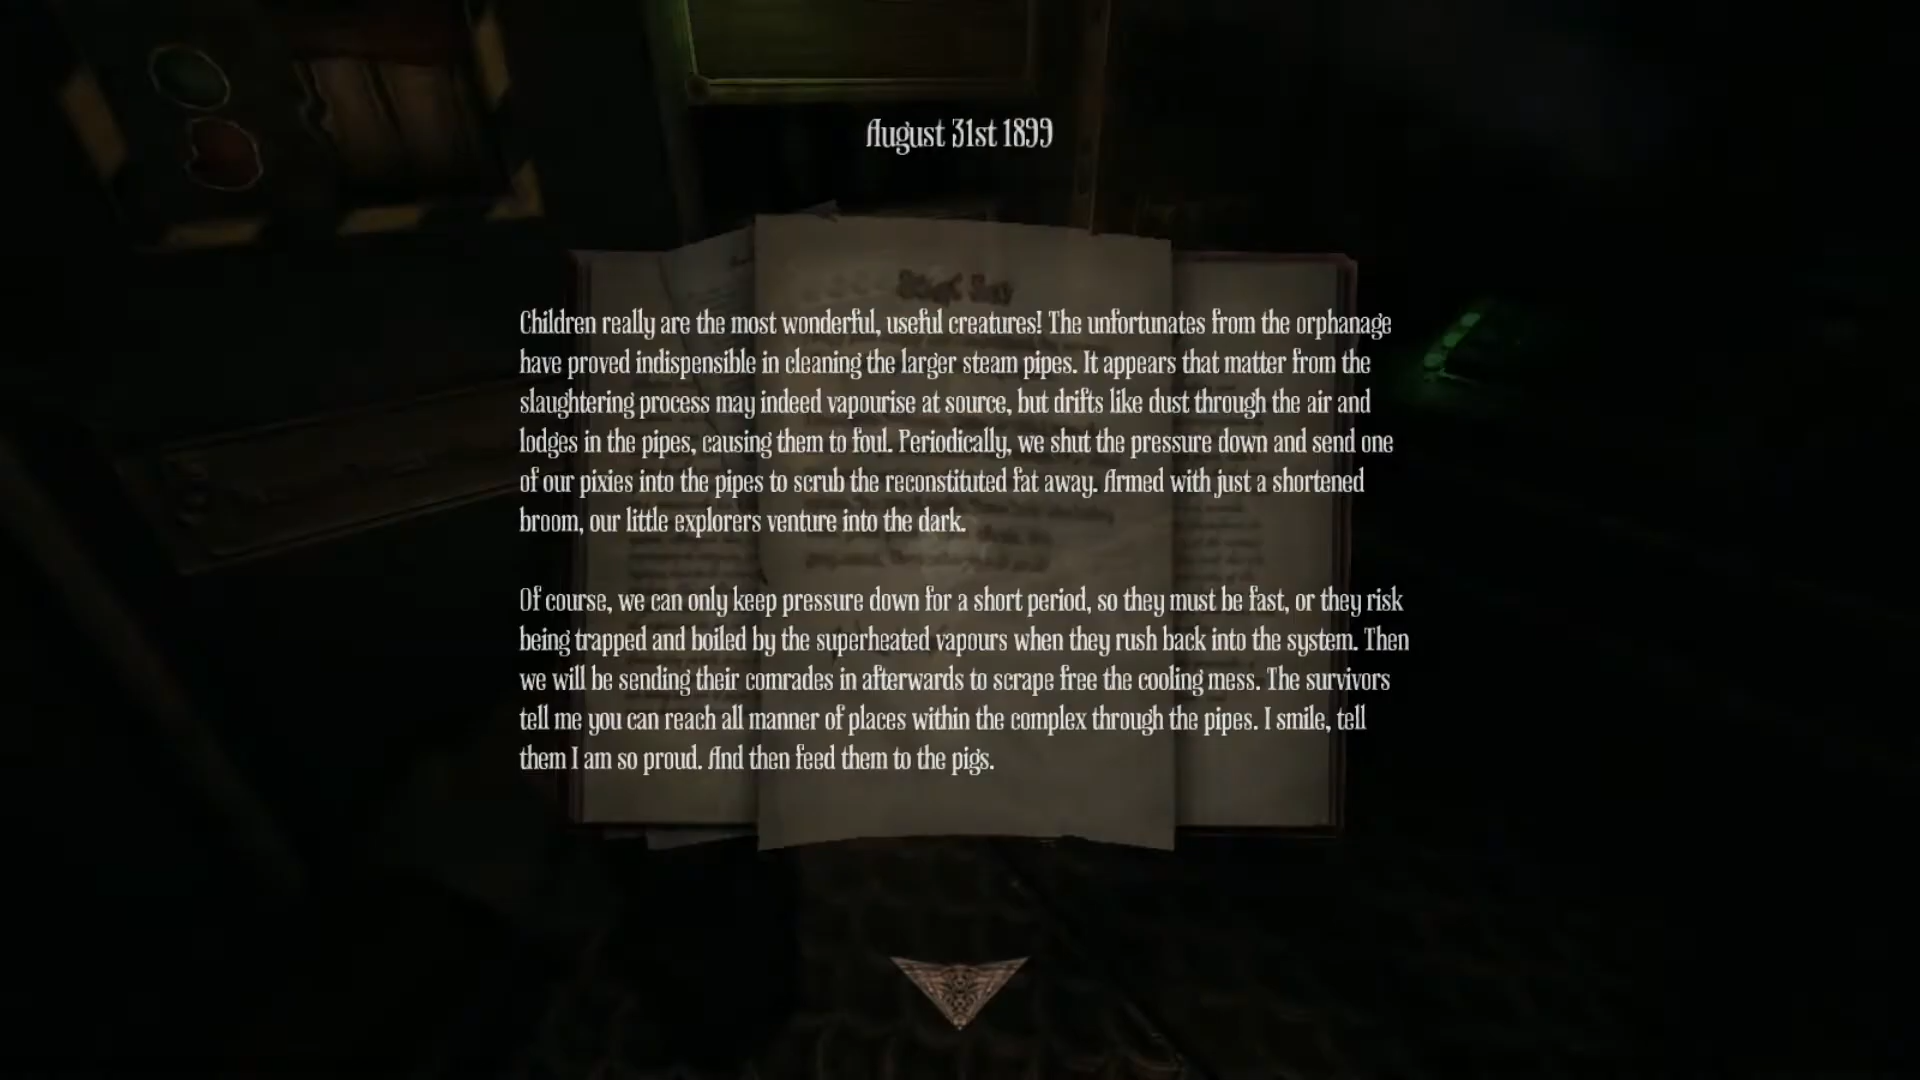 August 31st 1899
Children really are the most wonderful, useful creatures! The unfortunates from the orphanage
have proved indispensible in cleaning the larger steam pipes. It appears that matter from the
slaughtering process may indeed vapourise at source, but drifts like dust through the air and
lodges in the pipes, causing them to foul. Periodically, we shut the pressure down and send one
of our pixies into the pipes to scrub the reconstituted fat away. Armed with just a shortened
broom, our little explorers venture into the dark.
Of course, we can only keep pressure down for a short period, so they must be fast, or they risk
being trapped and boiled by the superheated vapours when they rush back into the system. Then
we will be sending their comrades in afterwards to scrape free the cooling mess. The survivors
tell me you can reach all manner of places within the complex through the pipes. I smile, tell
them I am so proud. And then feed them to the pigs.